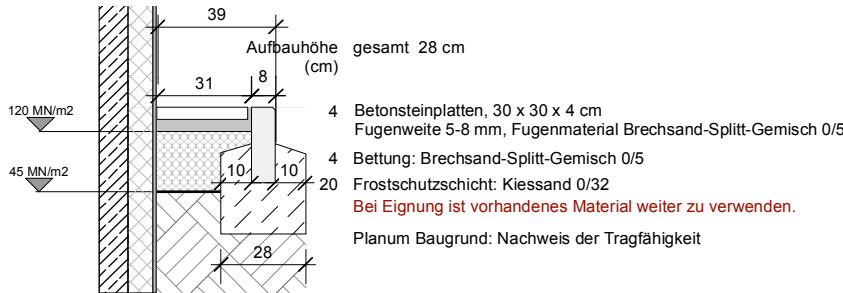 39
Aufbauhöhe gesamt 28 cm
(cm)
31 8
120 MN/m2
4 Betonsteinplatten, 30 x 30 x 4 cm
Fugenweite 5-8 mm, Fugenmaterial Brechsand-Splitt-Gemisch 0/5
4 Bettung: Brechsand-Splitt-Gemisch 0/5
45 MN/m2
10 10
20 Frostschutzschicht: Kiessand 0/32
Bei Eignung ist vorhandenes Material weiter zu verwenden.
Planum Baugrund: Nachweis der Tragfähigkeit
28